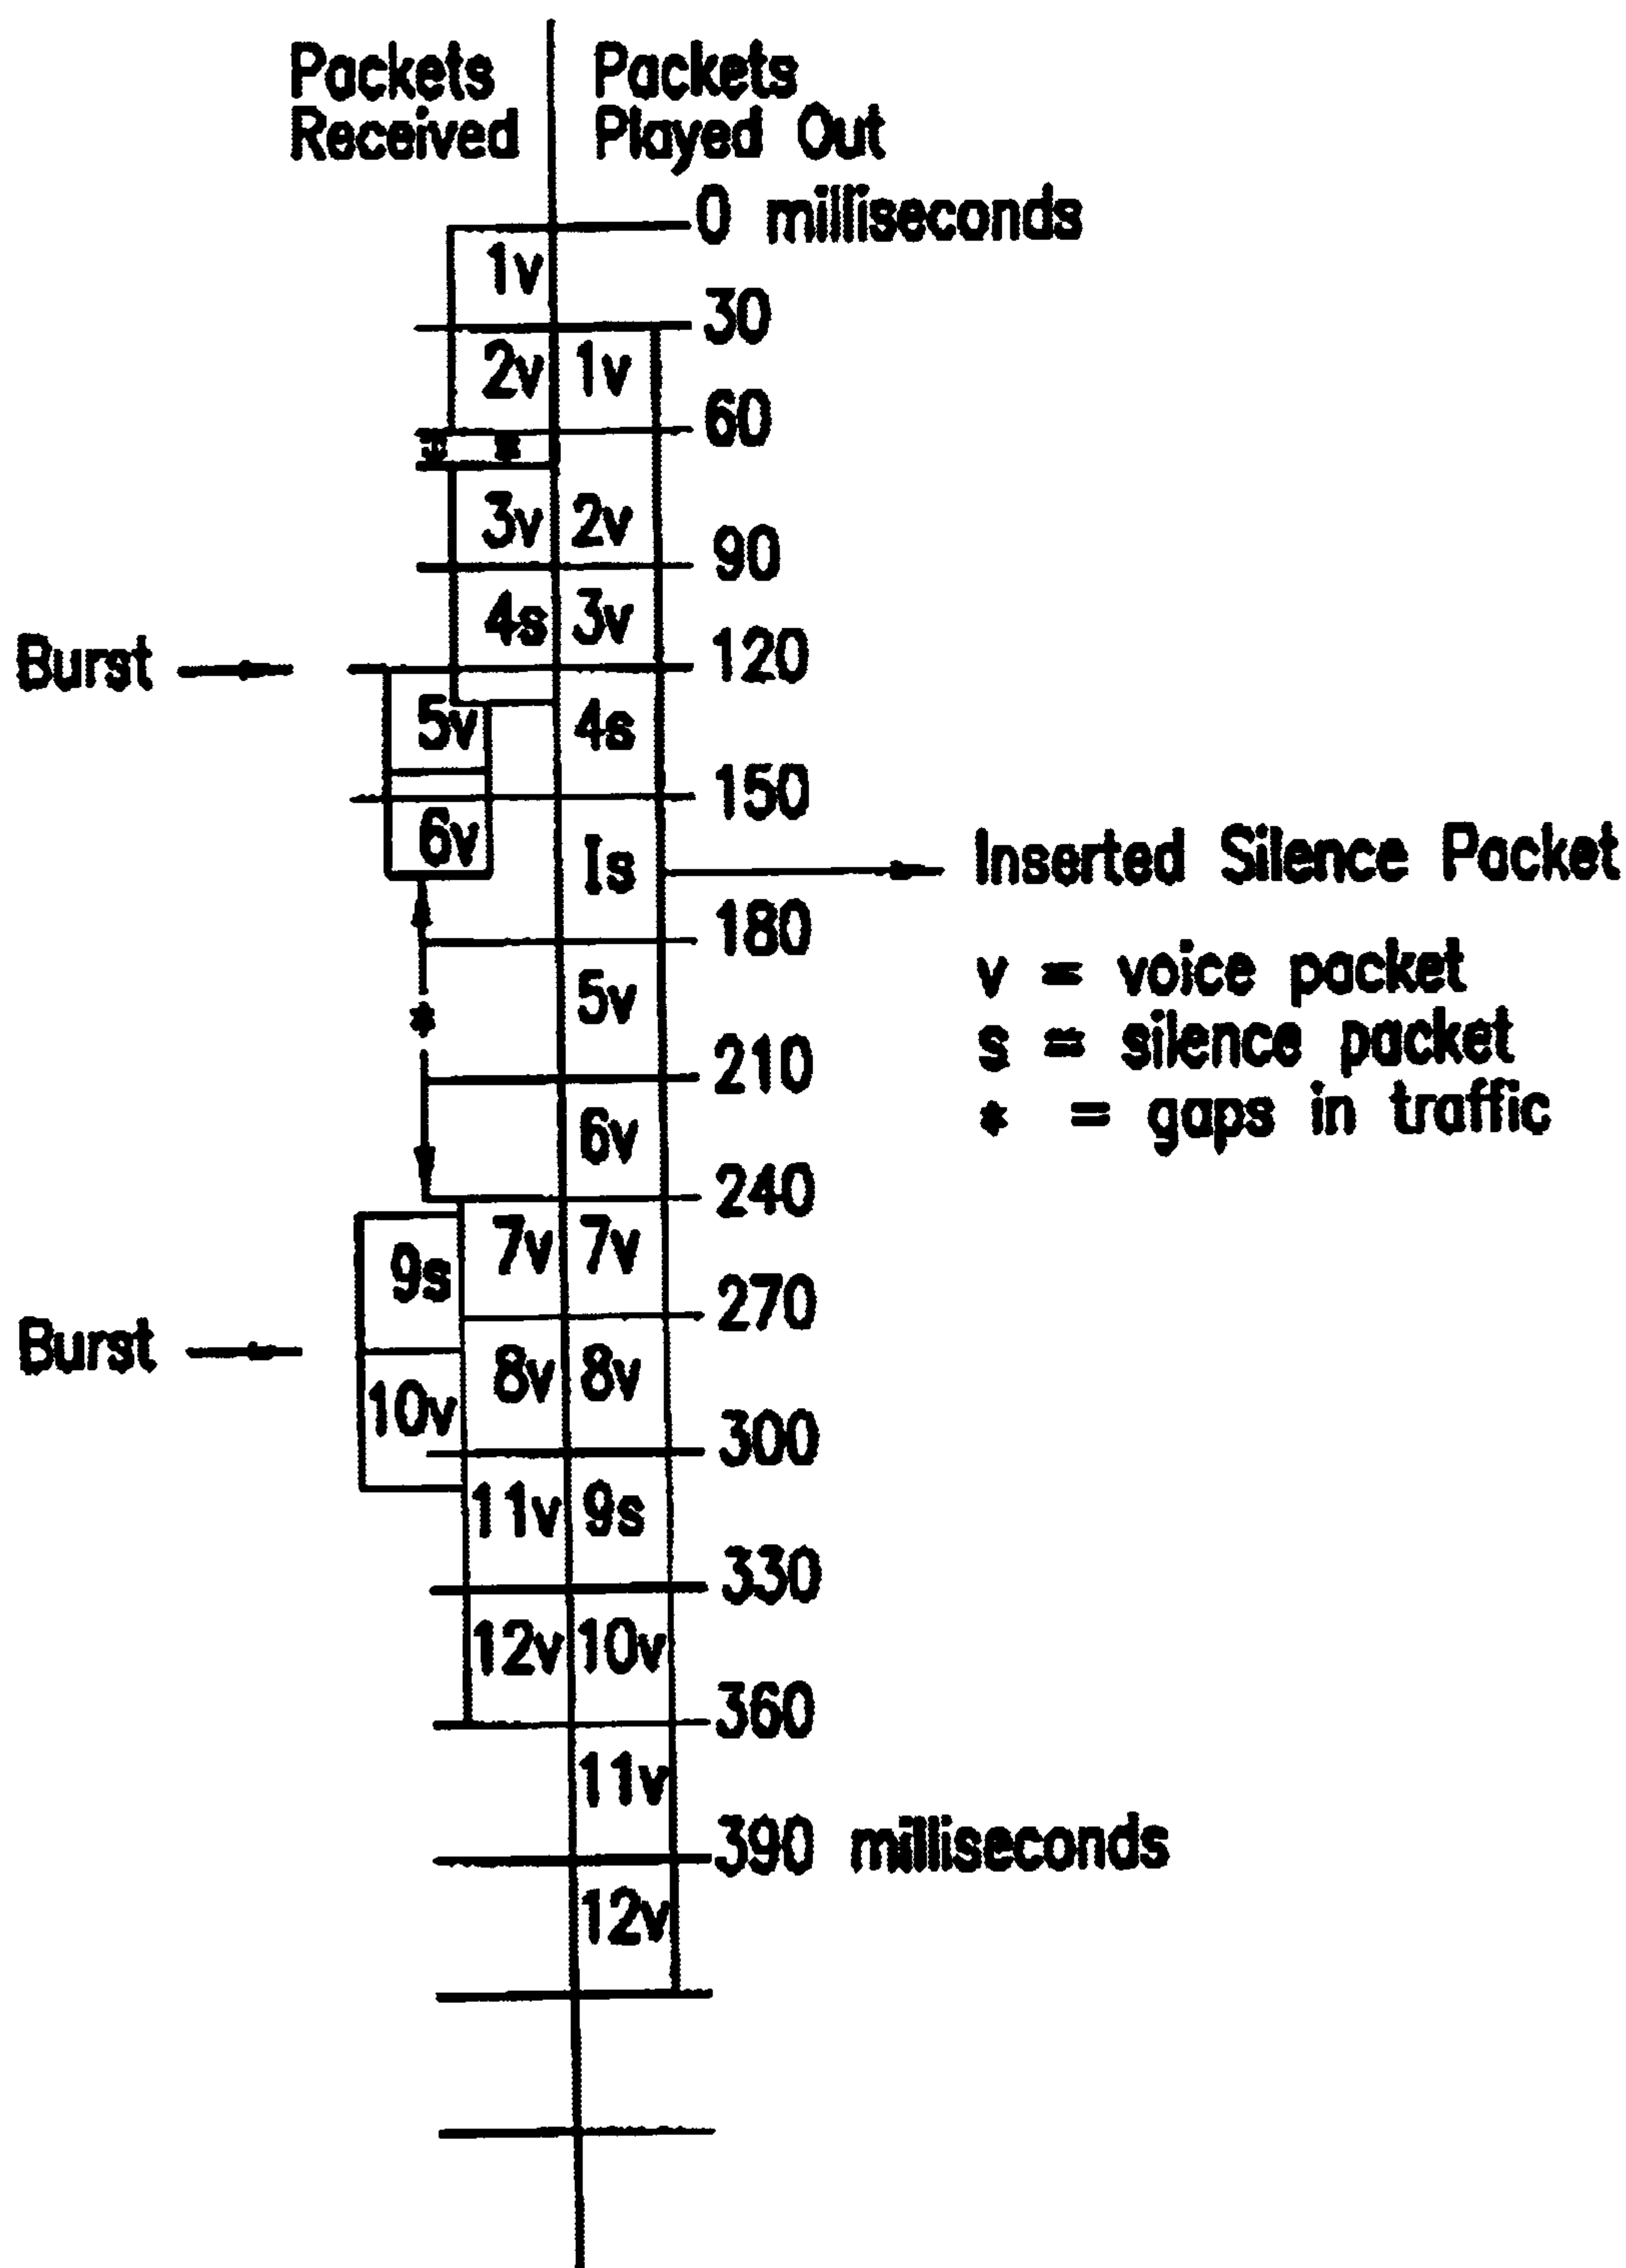 Packets Received
Packets Played Out
0 milliseconds
1v
30
2v 1v
60
* *
3v 2v
90
4s 3v
Burst
120
5v 4s
150
6v Is
Inserted Silence Packet
180
v = voice packet
5v
*
s = silence packet
210
* = gaps in traffic
6v
240
9s 7v 7v
270
Burst
10v 8v 8v
300
11v 9s
330
12v 10v
360
11v
390 milliseconds
12v